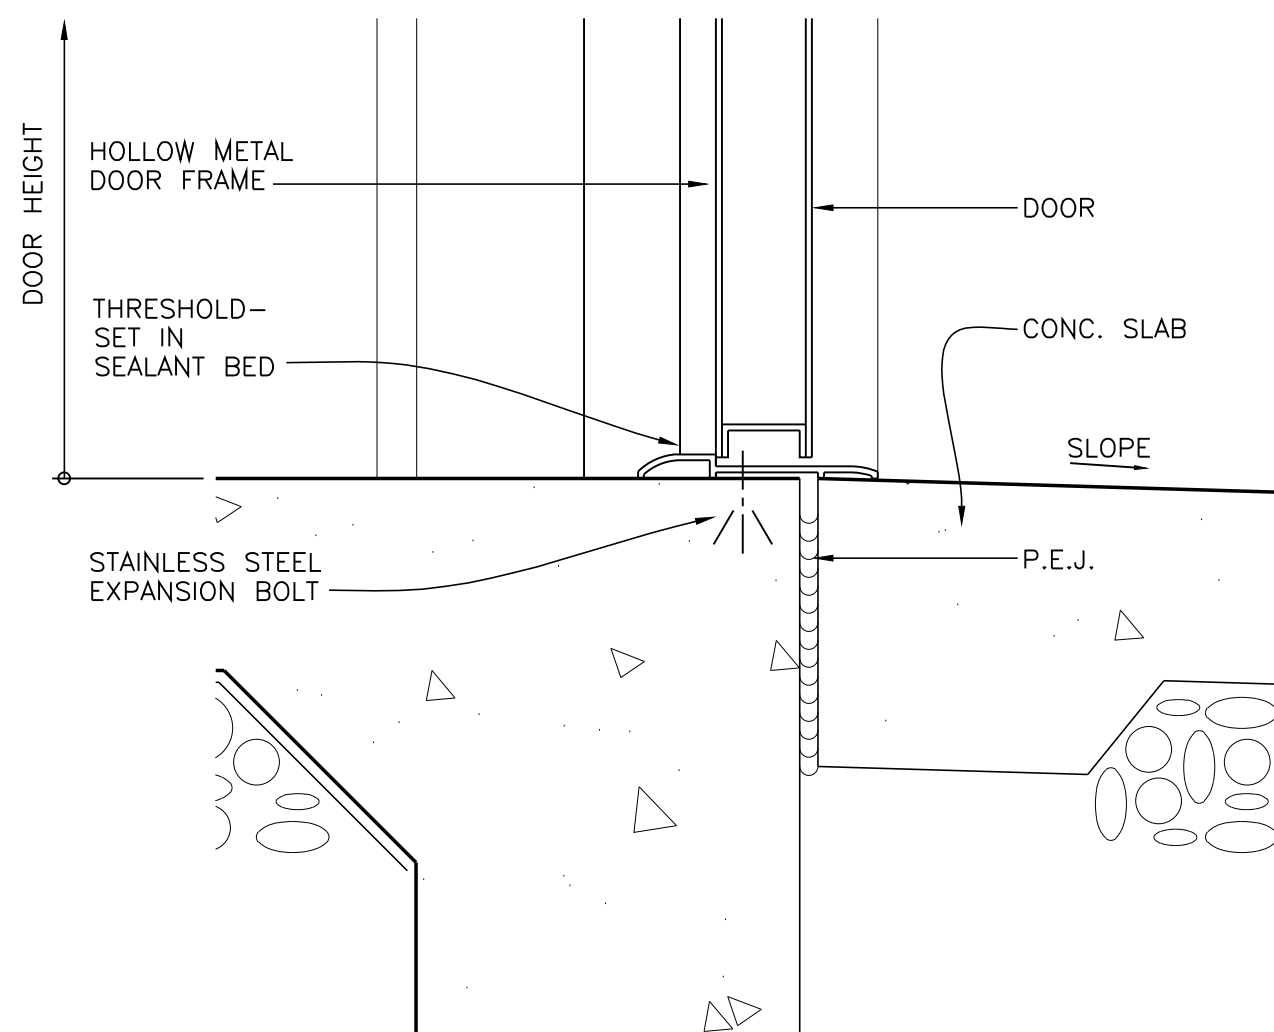 DOOR HEIGHT
HOLLOW METAL
DOOR FRAME
DOOR
THRESHOLD-
SET IN
SEALANT BED
CONC. SLAB
SLOPE
STAINLESS STEEL
EXPANSION BOLT
P.E.J.